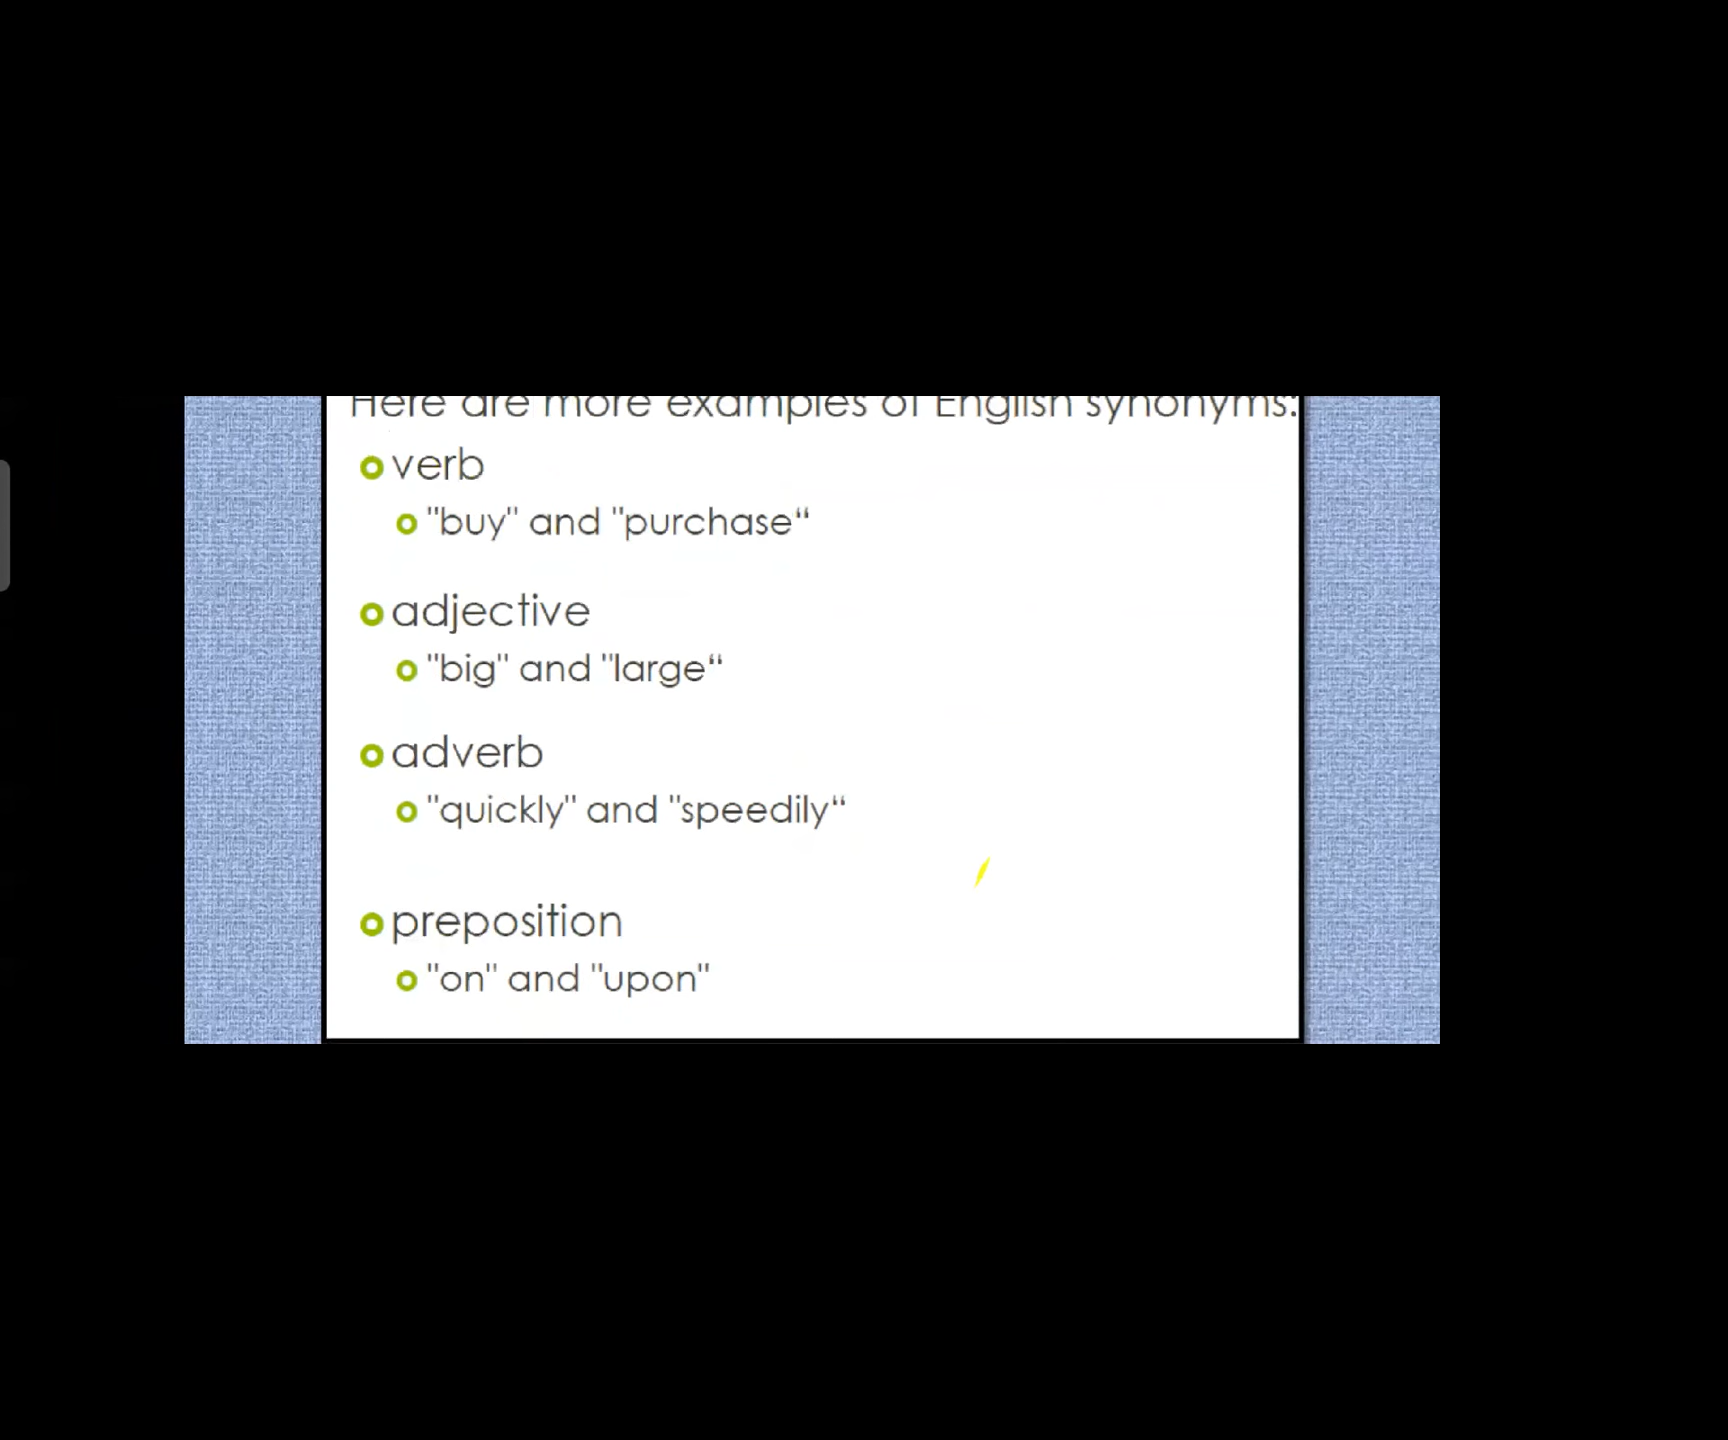 Here are more examples of English synonyms:
verb
"buy" and "purchase“
adjective
"big" and "large“
adverb
"quickly" and "speedily“
preposition
"on" and "upon"